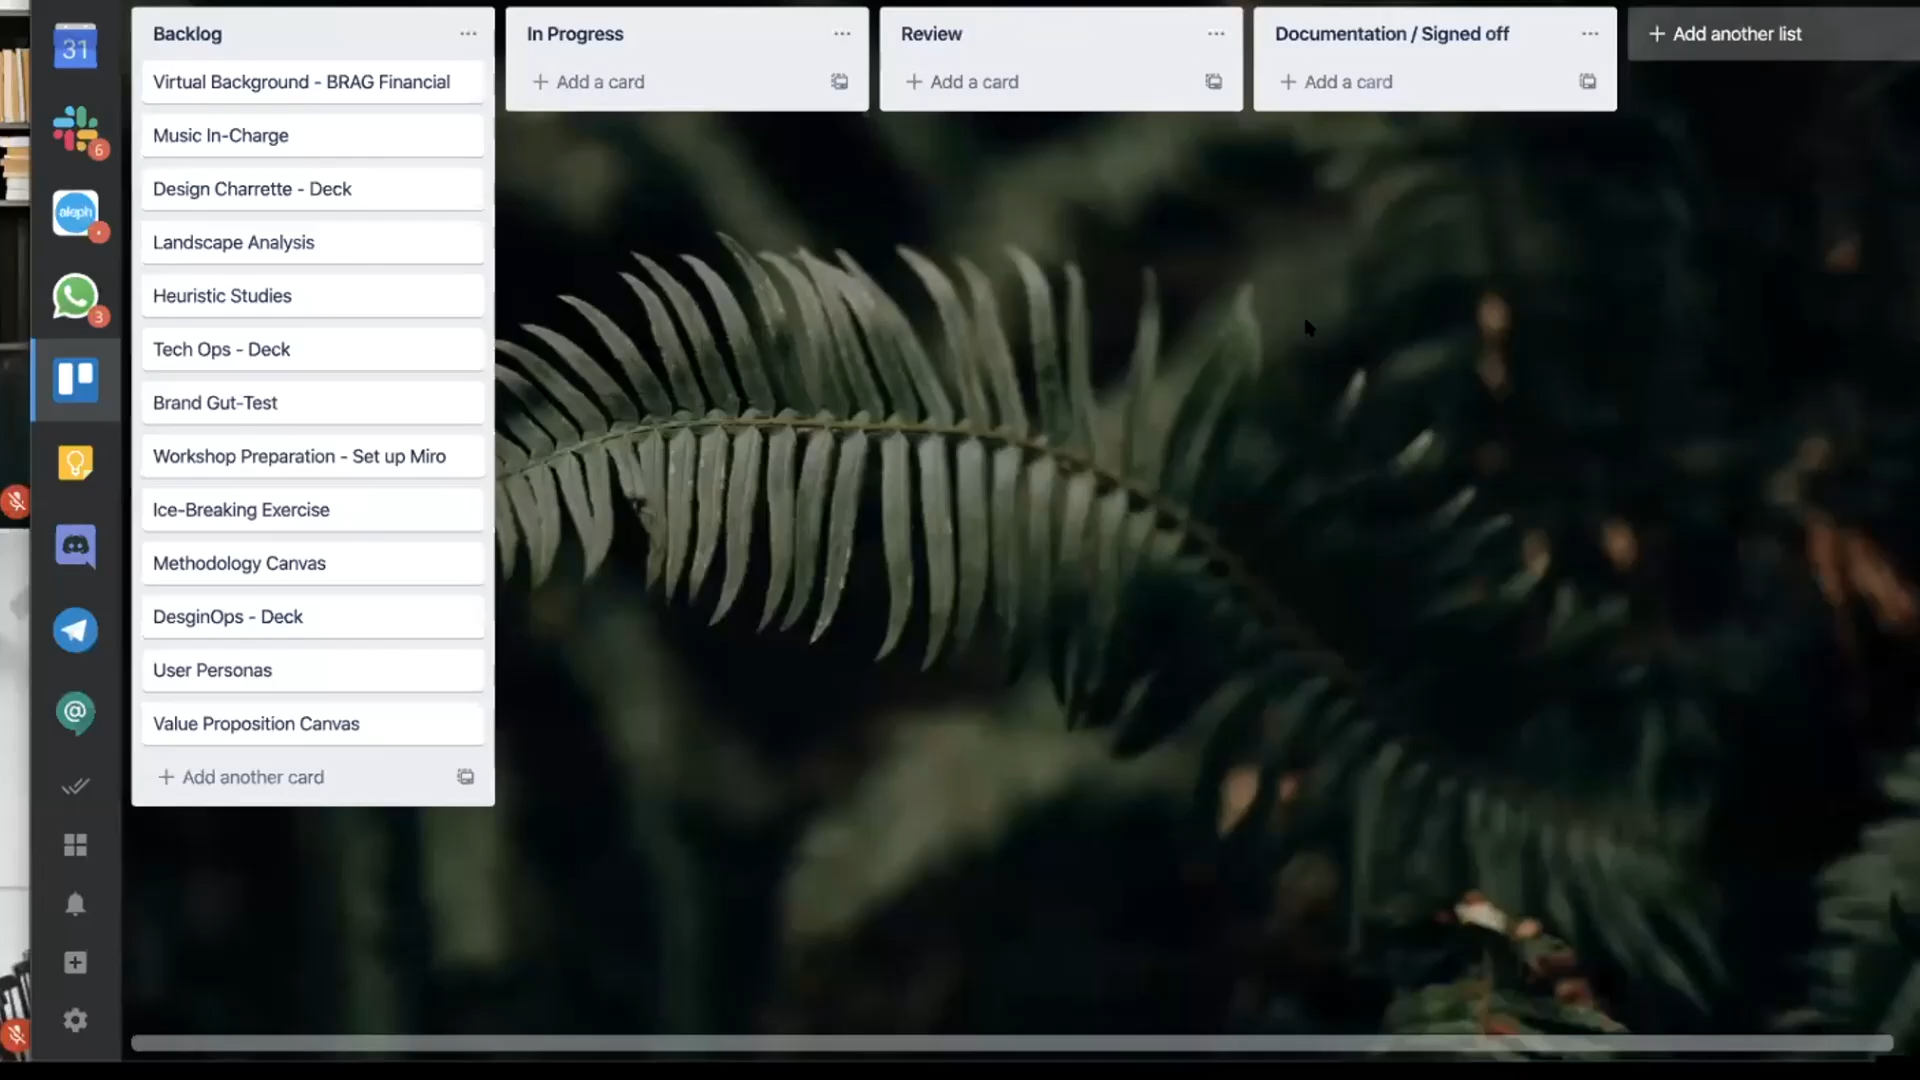 Backlog
Virtual Background - BRAG Financial
Music In-Charge
Design Charrette - Deck
Landscape Analysis
Heuristic Studies
Tech Ops - Deck
Brand Gut-Test
Workshop Preparation - Set up Miro
Ice-Breaking Exercise
Methodology Canvas
DesginOps - Deck
User Personas
Value Proposition Canvas
+ Add another card
In Progress
+ Add a card
Review
+ Add a card
Documentation / Signed off
+ Add a card
+ Add another list
31
6
aleph
3
@